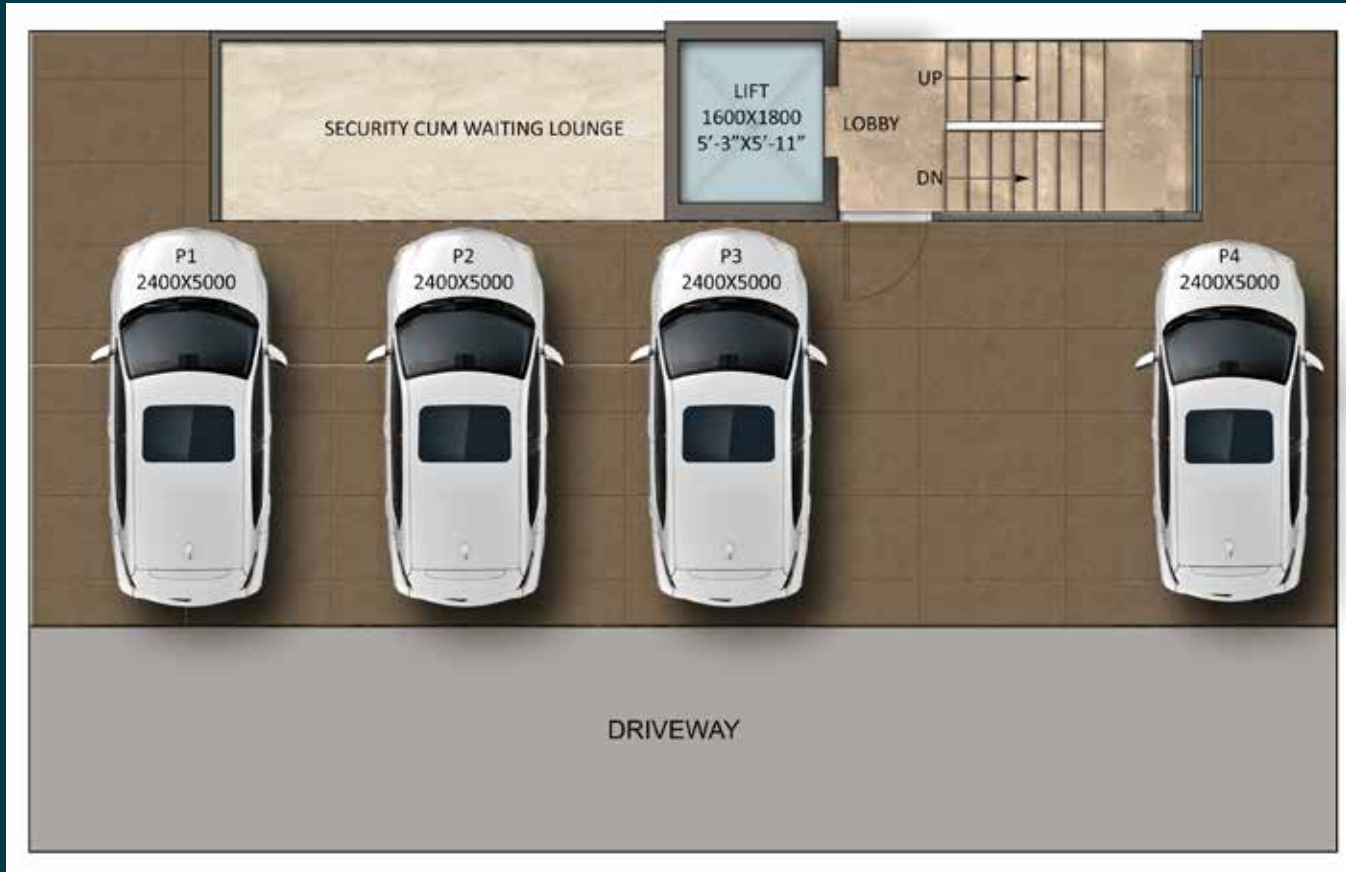 SECURITY CUM WAITING LOUNGE
LIFT
1600X1800
5'-3"X5'-11"
LOBBY
UP
DN
P1
2400X5000
P2
2400X5000
P3
2400X5000
P4
2400X5000
DRIVEWAY